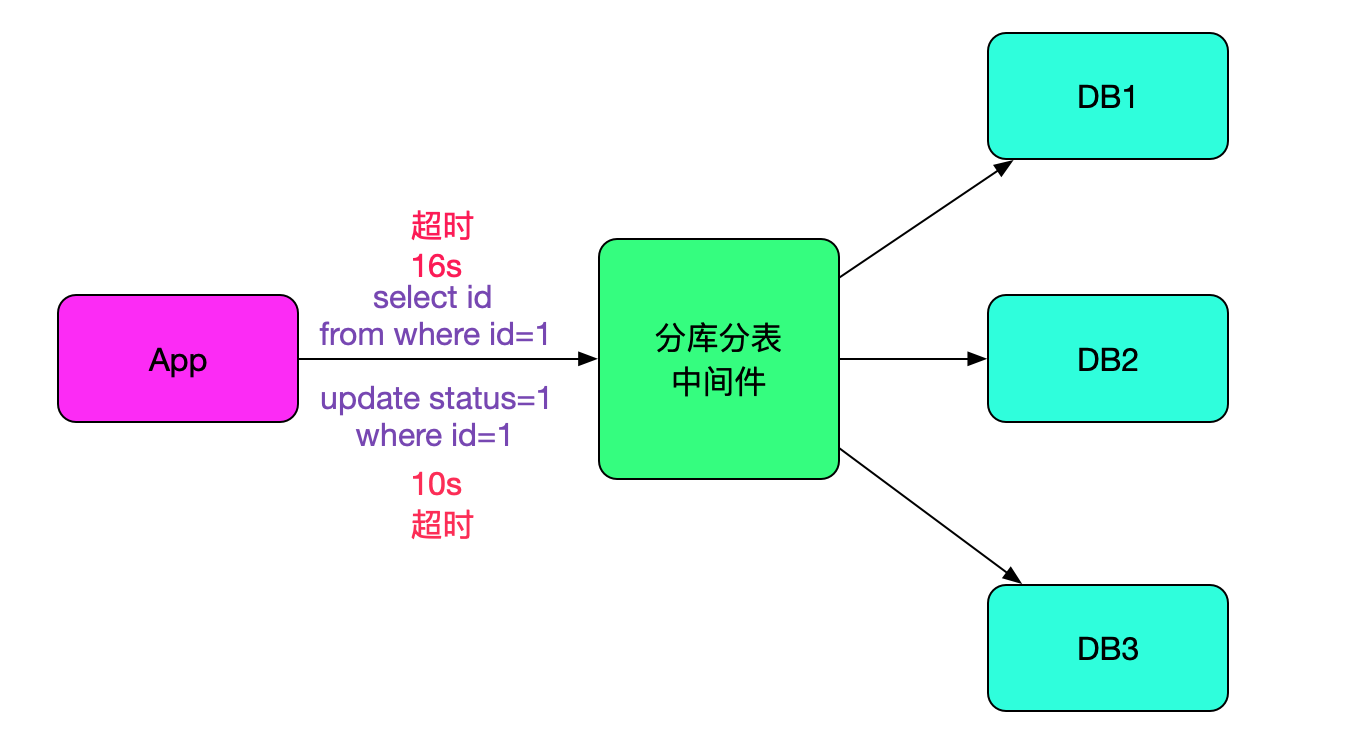 DB1
超时
16s
select id
from where id=1
App
分库分表
中间件
DB2
update status=1
where id=1
10s
超时
DB3